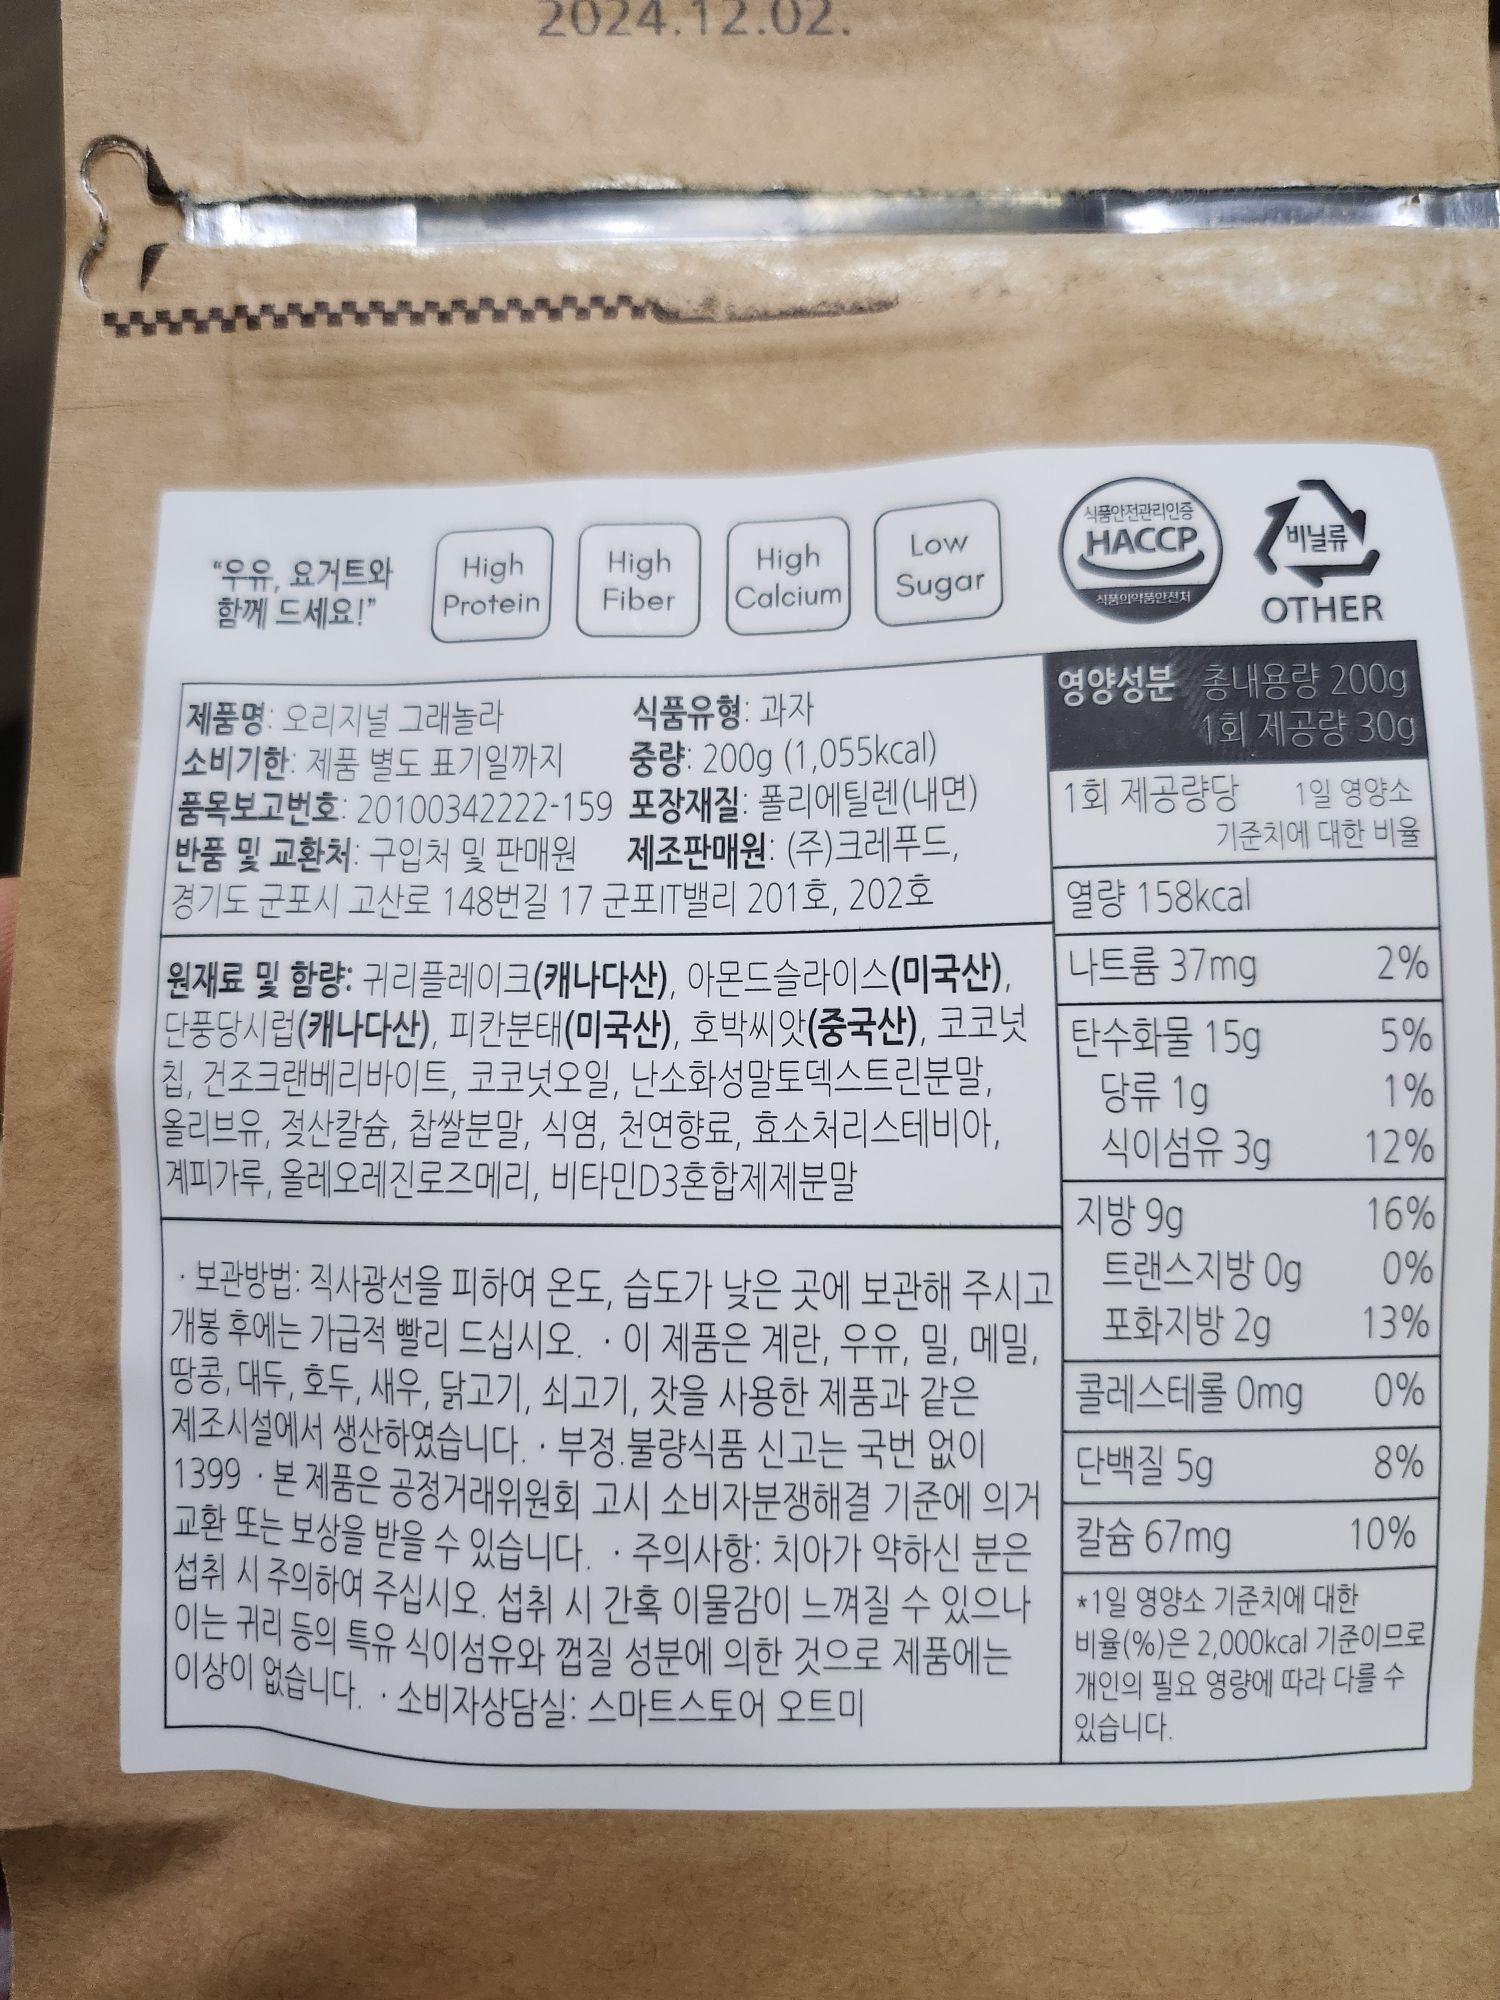 2024.12.02.
"우유, 요거트와
함께 드세요!"
High
Protein
High
Fiber
High
Calcium
Low
Sugar
식품안전관리인증
HACCP
식품의약품안전처
비닐류
OTHER
제품명: 오리지널 그래놀라 식품유형: 과자
소비기한: 제품 별도 표기일까지 중량: 200g (1,055kcal)
품목보고번호: 20100342222-159 포장재질: 폴리에틸렌(내면)
반품 및 교환처: 구입처 및 판매원 제조판매원: (주)크레푸드,
경기도 군포시 고산로 148번길 17 군포IT밸리 201호, 202호
원재료 및 함량: 귀리플레이크(캐나다산), 아몬드슬라이스(미국산),
단풍당시럽(캐나다산), 피칸분태(미국산), 호박씨앗(중국산), 코코넛
칩, 건조크랜베리바이트, 코코넛오일, 난소화성말토덱스트린분말,
올리브유, 젖산칼슘, 찹쌀분말, 식염, 천연향료, 효소처리스테비아,
계피가루, 올레오레진로즈메리, 비타민D3혼합제제분말
· 보관방법: 직사광선을 피하여 온도, 습도가 낮은 곳에 보관해 주시고
개봉 후에는 가급적 빨리 드십시오. · 이 제품은 계란, 우유, 밀, 메밀,
땅콩, 대두, 호두, 새우, 닭고기, 쇠고기, 잣을 사용한 제품과 같은
제조시설에서 생산하였습니다. · 부정.불량식품 신고는 국번 없이
1399 · 본 제품은 공정거래위원회 고시 소비자분쟁해결 기준에 의거
교환 또는 보상을 받을 수 있습니다. · 주의사항: 치아가 약하신 분은
섭취 시 주의하여 주십시오. 섭취 시 간혹 이물감이 느껴질 수 있으나
이는 귀리 등의 특유 식이섬유와 껍질 성분에 의한 것으로 제품에는
이상이 없습니다. · 소비자상담실: 스마트스토어 오트미
영양성분 총내용량 200g
1회 제공량 30g
1회 제공량당 1일 영양소
기준치에 대한 비율
열량 158kcal
나트륨 37mg 2%
탄수화물 15g 5%
당류 1g 1%
식이섬유 3g 12%
지방 9g 16%
트랜스지방 0g 0%
포화지방 2g 13%
콜레스테롤 0mg 0%
단백질 5g 8%
칼슘 67mg 10%
*1일 영양소 기준치에 대한
비율(%)은 2,000kcal 기준이므로
개인의 필요 영량에 따라 다를 수
있습니다.